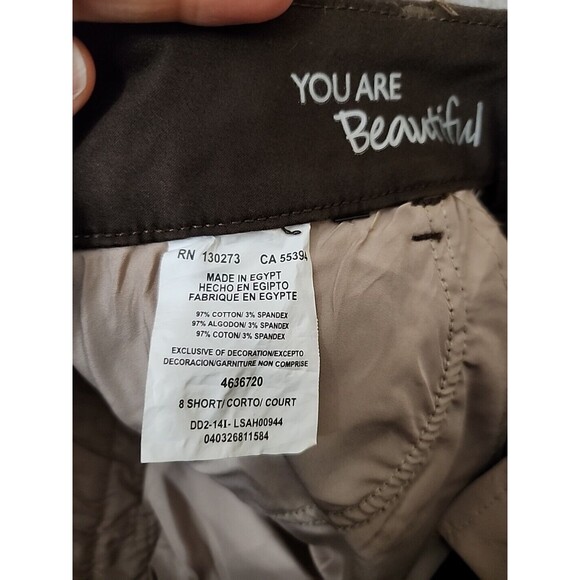 YOU ARE
Beautiful
RN 130273 CA 55394
MADE IN EGYPT
HECHO EN EGIPTO
FABRIQUE EN EGYPTE
97% COTTON/ 3% SPANDEX
97% ALGODON/ 3% SPANDEX
97% COTON/ 3% SPANDEX
EXCLUSIVE OF DECORATION/EXCEPTO
DECORACION/GARNITURE NON COMPRISE
4636720
8 SHORT/ CORTO/ COURT
DD2-14I- LSAH00944
040326811584